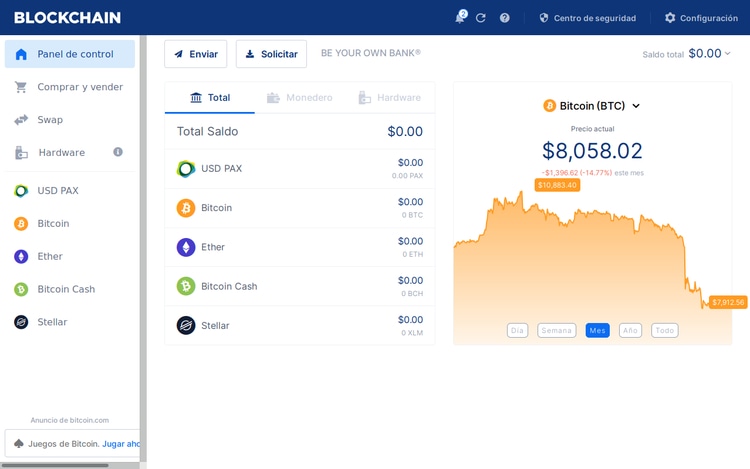 BLOCKCHAIN
2
Centro de seguridad
Configuración
Panel de control
Comprar y vender
Swap
Hardware
USD PAX
Bitcoin
Ether
Bitcoin Cash
Stellar
Anuncio de bitcoin.com
Juegos de Bitcoin. Jugar aho
Enviar
Solicitar
BE YOUR OWN BANK®
Saldo total $0.00
Total
Monedero
Hardware
Total Saldo $0.00
USD PAX $0.00
0.00 PAX
Bitcoin $0.00
0 BTC
Ether $0.00
0 ETH
Bitcoin Cash $0.00
0 BCH
Stellar $0.00
0 XLM
Bitcoin (BTC)
Precio actual
$8,058.02
-$1,396.62 (-14.77%) este mes
$10,883.40
$7,912.56
Día
Semana
Mes
Año
Todo